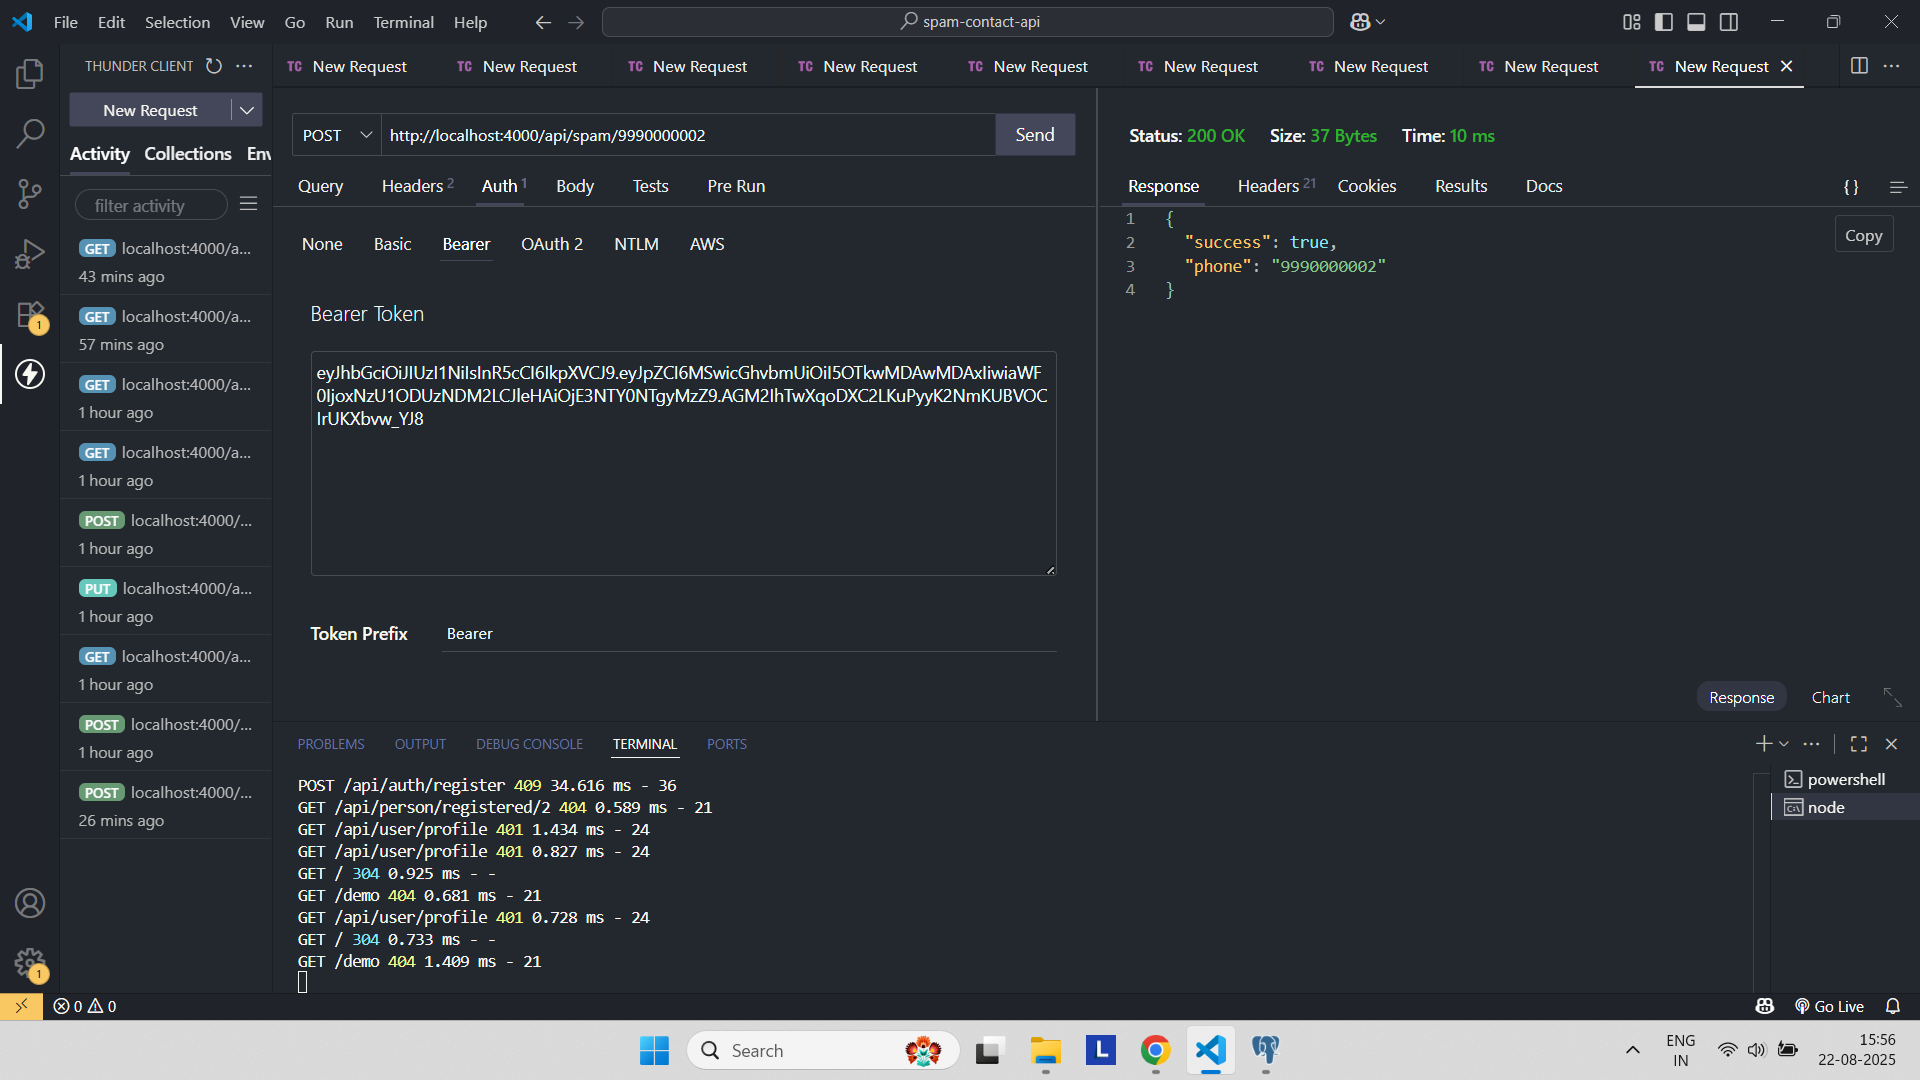 File Edit Selection View Go Run Terminal Help
spam-contact-api
THUNDER CLIENT
New Request
Activity Collections Env
filter activity
GET localhost:4000/a...
43 mins ago
GET localhost:4000/a...
57 mins ago
GET localhost:4000/a...
1 hour ago
GET localhost:4000/a...
1 hour ago
POST localhost:4000/...
1 hour ago
PUT localhost:4000/a...
1 hour ago
GET localhost:4000/a...
1 hour ago
POST localhost:4000/...
1 hour ago
POST localhost:4000/...
26 mins ago
TC New Request TC New Request TC New Request TC New Request TC New Request TC New Request TC New Request TC New Request TC New Request
POST http://localhost:4000/api/spam/9990000002 Send
Query Headers 2 Auth 1 Body Tests Pre Run
None Basic Bearer OAuth 2 NTLM AWS
Bearer Token
eyJhbGciOiJIUzI1NiIsInR5cCI6IkpXVCJ9.eyJpZCI6MSwicGhvbmUiOiI5OTkwMDAwMDAxIiwiaWF
0IjoxNzU1ODUzNDM2LCJleHAiOjE3NTY0NTgyMzZ9.AGM2IhTwXqoDXC2LKuPyyK2NmKUBVOC
IrUKXbvw_YJ8
Token Prefix Bearer
Status: 200 OK Size: 37 Bytes Time: 10 ms
Response Headers 21 Cookies Results Docs {}
Copy
1 {
2 "success": true,
3 "phone": "9990000002"
4 }
Response Chart
PROBLEMS OUTPUT DEBUG CONSOLE TERMINAL PORTS
POST /api/auth/register 409 34.616 ms - 36
GET /api/person/registered/2 404 0.589 ms - 21
GET /api/user/profile 401 1.434 ms - 24
GET /api/user/profile 401 0.827 ms - 24
GET / 304 0.925 ms - -
GET /demo 404 0.681 ms - 21
GET /api/user/profile 401 0.728 ms - 24
GET / 304 0.733 ms - -
GET /demo 404 1.409 ms - 21
powershell
node
1
1
0 0
Go Live
Search
L
ENG
IN
15:56
22-08-2025